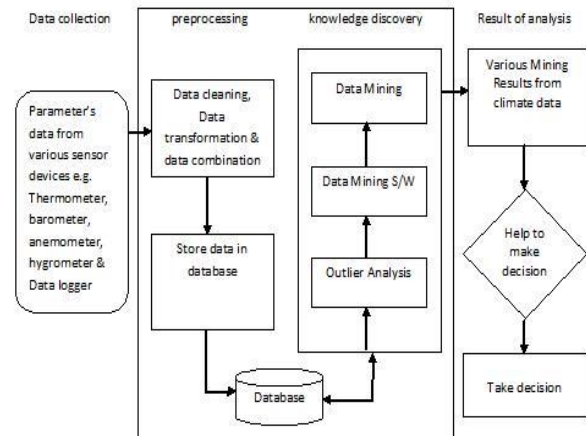 Data collection
preprocessing
knowledge discovery
Result of analysis
Parameter's
data from
various sensor
devices e.g.
Thermometer,
barometer,
anemometer,
hygrometer &
Data logger
Data cleaning,
Data
transformation &
data combination
Store data in
database
Database
Data Mining
Data Mining S/W
Outlier Analysis
Various Mining
Results from
climate data
Help to
make
decision
Take decision